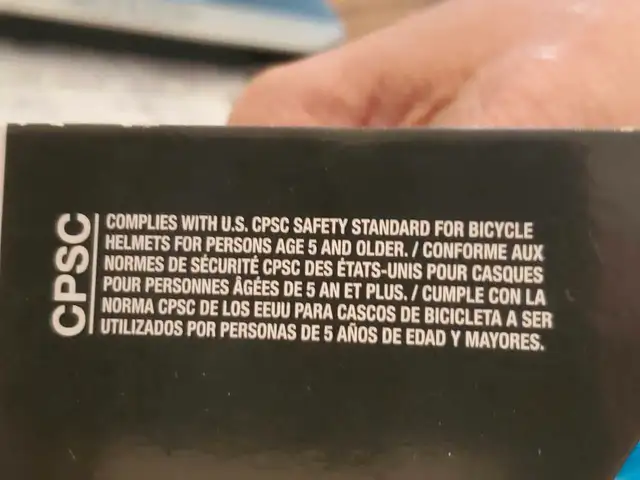 CPSC
COMPLIES WITH U.S. CPSC SAFETY STANDARD FOR BICYCLE
HELMETS FOR PERSONS AGE 5 AND OLDER. / CONFORME AUX
NORMES DE SÉCURITÉ CPSC DES ÉTATS-UNIS POUR CASQUES
POUR PERSONNES ÂGÉES DE 5 AN ET PLUS. / CUMPLE CON LA
NORMA CPSC DE LOS EEUU PARA CASCOS DE BICICLETA A SER
UTILIZADOS POR PERSONAS DE 5 AÑOS DE EDAD Y MAYORES.